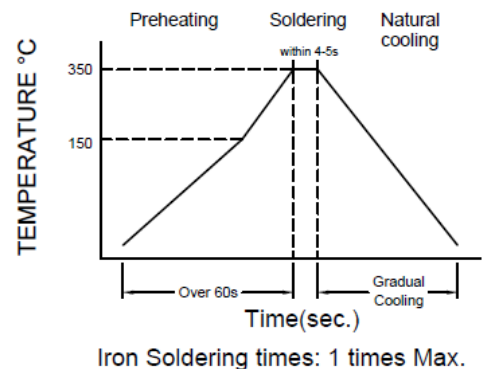 Preheating
Soldering
Natural
cooling
within 4-5s
TEMPERATURE °C
350
150
Over 60s
Gradual
Cooling
Time(sec.)
Iron Soldering times: 1 times Max.